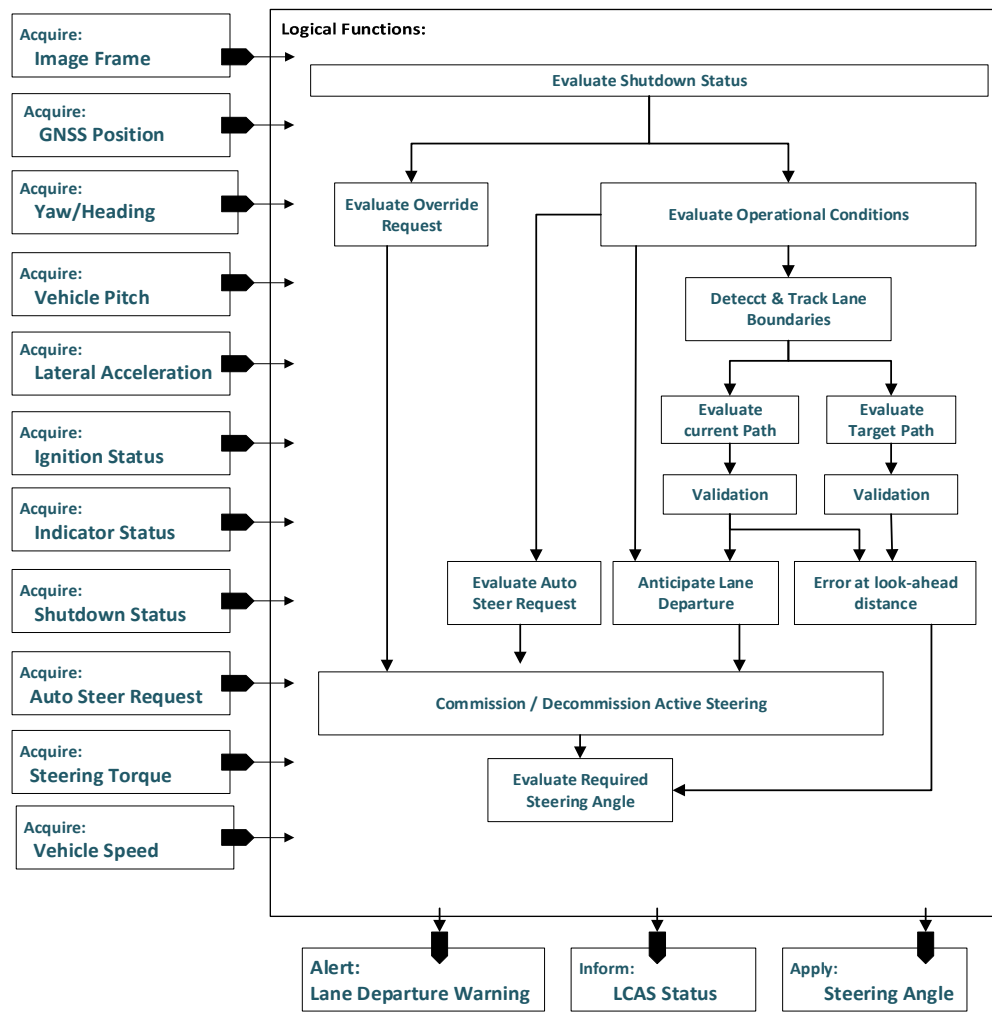 Acquire:
Image Frame
Acquire:
GNSS Position
Acquire:
Yaw/Heading
Acquire:
Vehicle Pitch
Acquire:
Lateral Acceleration
Acquire:
Ignition Status
Acquire:
Indicator Status
Acquire:
Shutdown Status
Acquire:
Auto Steer Request
Acquire:
Steering Torque
Acquire:
Vehicle Speed
Logical Functions:
Evaluate Shutdown Status
Evaluate Override
Request
Evaluate Operational Conditions
Detecct & Track Lane
Boundaries
Evaluate
current Path
Evaluate
Target Path
Validation
Validation
Evaluate Auto
Steer Request
Anticipate Lane
Departure
Error at look-ahead
distance
Commission / Decommission Active Steering
Evaluate Required
Steering Angle
Alert:
Lane Departure Warning
Inform:
LCAS Status
Apply:
Steering Angle